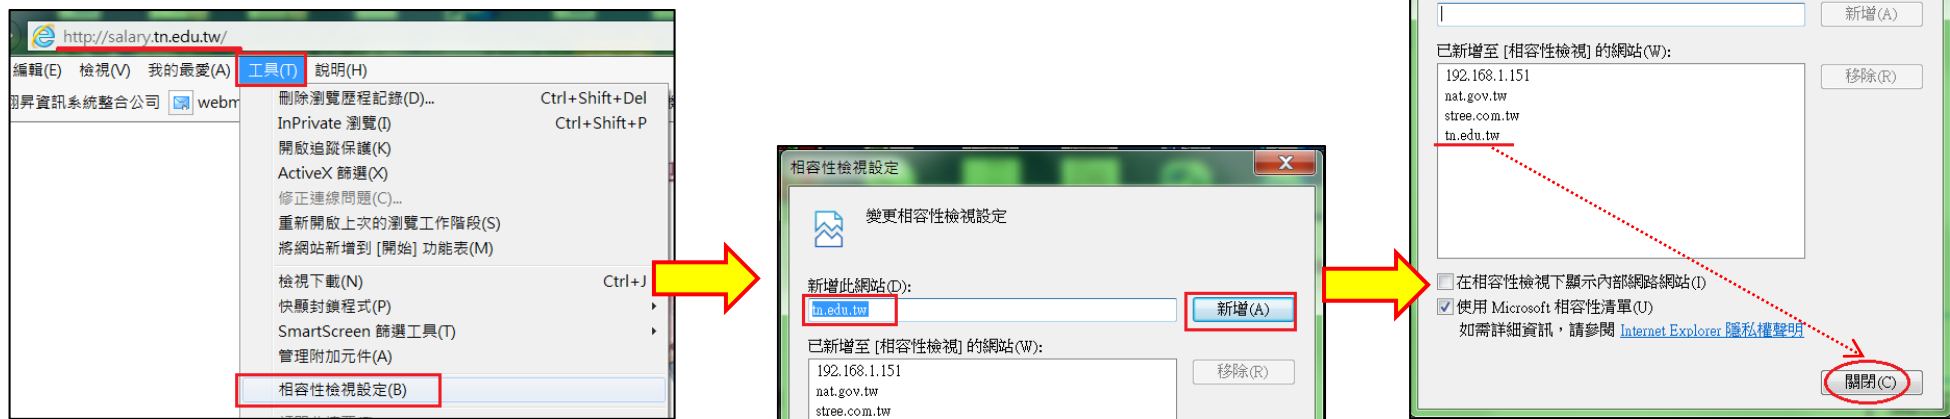 http://salary.tn.edu.tw/
編輯(E) 檢視(V) 我的最愛(A) 工具(T) 說明(H)
昇資訊系統整合公司 webm
刪除瀏覽歷程記錄(D)... Ctrl+Shift+Del
InPrivate 瀏覽(I) Ctrl+Shift+P
開啟追蹤保護(K)
ActiveX 篩選(X)
修正連線問題(C)...
重新開啟上次的瀏覽工作階段(S)
將網站新增到 [開始] 功能表(M)
檢視下載(N) Ctrl+J
快顯封鎖程式(P)
SmartScreen 篩選工具(T)
管理附加元件(A)
相容性檢視設定(B)
相容性檢視設定
變更相容性檢視設定
新增此網站(D):
tn.edu.tw 新增(A)
已新增至 [相容性檢視] 的網站(W):
192.168.1.151 移除(R)
nat.gov.tw
stree.com.tw
新增(A)
已新增至 [相容性檢視] 的網站(W):
192.168.1.151 移除(R)
nat.gov.tw
stree.com.tw
tn.edu.tw
在相容性檢視下顯示內部網路網站(I)
使用 Microsoft 相容性清單(U)
如需詳細資訊，請參閱 Internet Explorer 隱私權聲明
關閉(C)